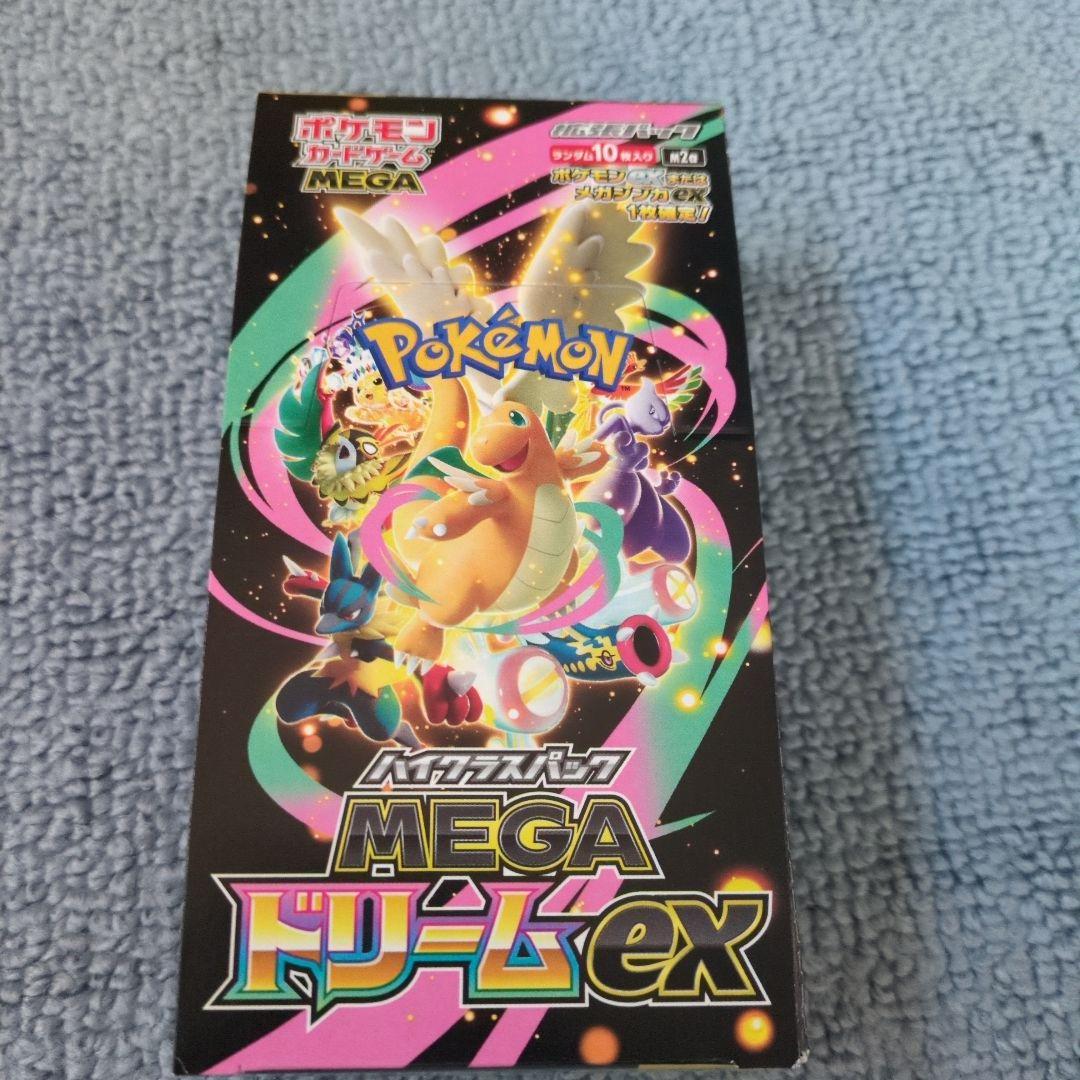 ポケモン
カードゲーム
MEGA
拡張パック
ランダム10枚入り M2a
ポケモンexまたは
メガシンカex
1枚確定!
POKÉMON
TM
ハイクラスパック
MEGA
ドリームex